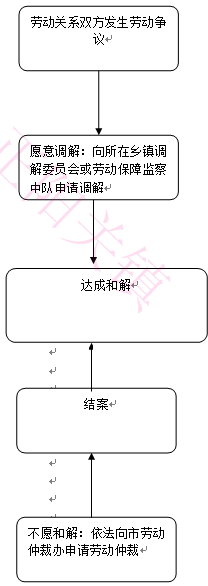 劳动关系双方发生劳动争
议
愿意调解：向所在乡镇调
解委员会或劳动保障监察
中队申请调解
达成和解
结案
不愿和解：依法向市劳动
仲裁办申请劳动仲裁